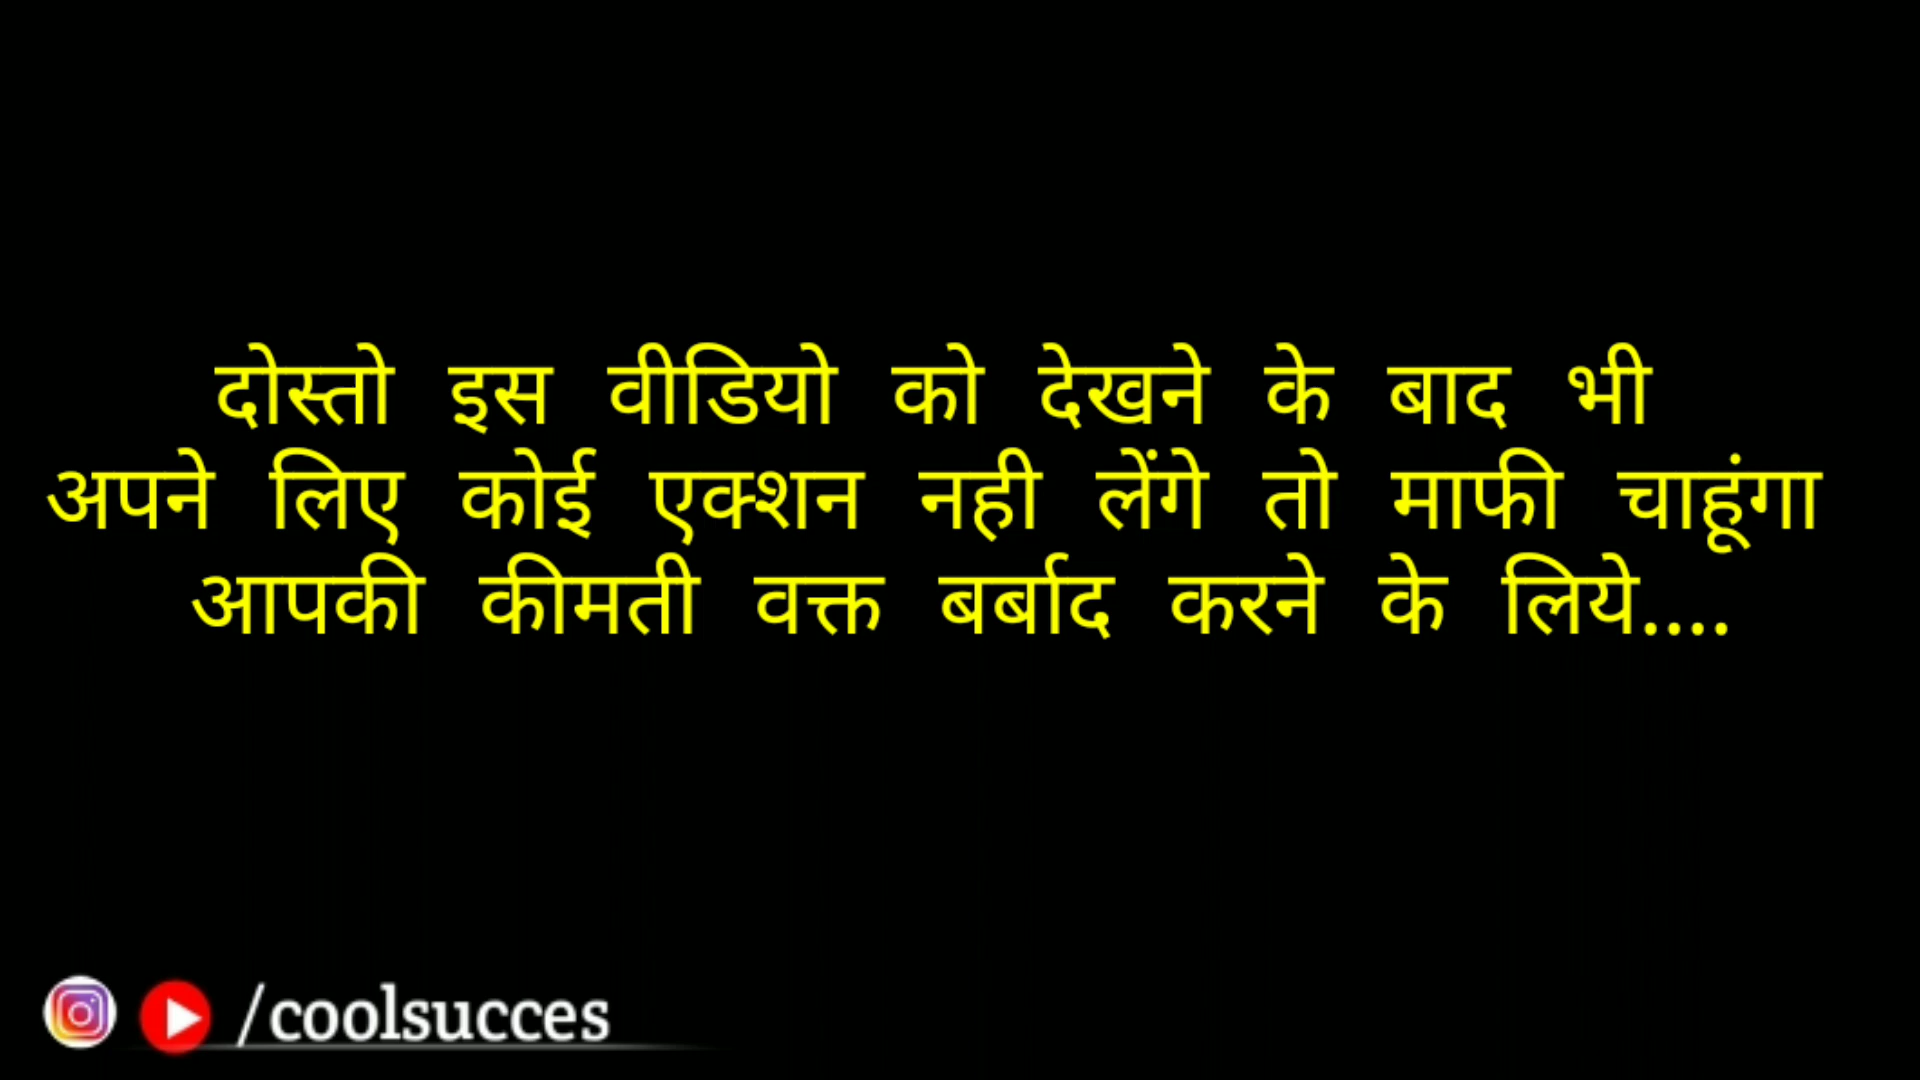 दोस्तो इस वीडियो को देखने के बाद भी
अपने लिए कोई एक्शन नही लेंगे तो माफी चाहूंगा
आपकी कीमती वक्त बर्बाद करने के लिये....
/coolsucces